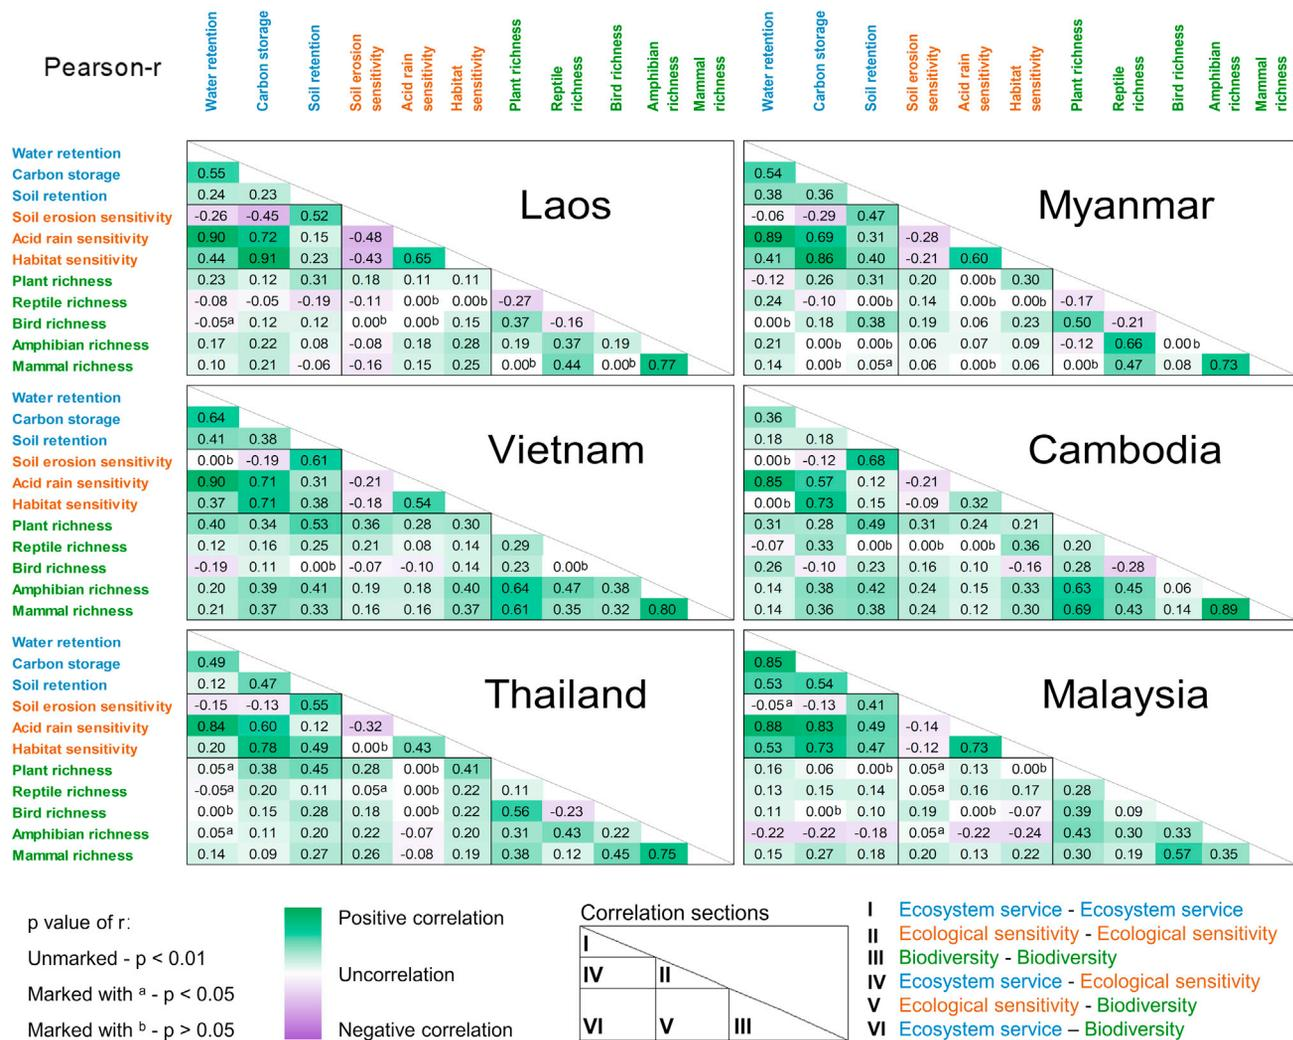 Pearson-r
Water retention
Carbon storage
Soil retention
Soil erosion
sensitivity
Acid rain
sensitivity
Habitat
sensitivity
Plant richness
Reptile
richness
Bird richness
Amphibian
richness
Mammal
richness
Water retention
Carbon storage
Soil retention
Soil erosion
sensitivity
Acid rain
sensitivity
Habitat
sensitivity
Plant richness
Reptile
richness
Bird richness
Amphibian
richness
Mammal
richness
Water retention
Carbon storage 0.55 0.54
Soil retention 0.24 0.23 Laos 0.38 0.36 Myanmar
Soil erosion sensitivity -0.26 -0.45 0.52 -0.06 -0.29 0.47
Acid rain sensitivity 0.90 0.72 0.15 -0.48 0.89 0.69 0.31 -0.28
Habitat sensitivity 0.44 0.91 0.23 -0.43 0.65 0.41 0.86 0.40 -0.21 0.60
Plant richness 0.23 0.12 0.31 0.18 0.11 0.11 -0.12 0.26 0.31 0.20 0.00b 0.30
Reptile richness -0.08 -0.05 -0.19 -0.11 0.00b 0.00b -0.27 0.24 -0.10 0.00b 0.14 0.00b 0.00b -0.17
Bird richness -0.05a 0.12 0.12 0.00b 0.00b 0.15 0.37 -0.16 0.00b 0.18 0.38 0.19 0.06 0.23 0.50 -0.21
Amphibian richness 0.17 0.22 0.08 -0.08 0.18 0.28 0.19 0.37 0.19 0.21 0.00b 0.00b 0.06 0.07 0.09 -0.12 0.66 0.00b
Mammal richness 0.10 0.21 -0.06 -0.16 0.15 0.25 0.00b 0.44 0.00b 0.77 0.14 0.00b 0.05a 0.06 0.00b 0.06 0.00b 0.47 0.08 0.73
Water retention
Carbon storage 0.64 0.36
Soil retention 0.41 0.38 Vietnam 0.18 0.18 Cambodia
Soil erosion sensitivity 0.00b -0.19 0.61 0.00b -0.12 0.68
Acid rain sensitivity 0.90 0.71 0.31 -0.21 0.85 0.57 0.12 -0.21
Habitat sensitivity 0.37 0.71 0.38 -0.18 0.54 0.00b 0.73 0.15 -0.09 0.32
Plant richness 0.40 0.34 0.53 0.36 0.28 0.30 0.31 0.28 0.49 0.31 0.24 0.21
Reptile richness 0.12 0.16 0.25 0.21 0.08 0.14 0.29 -0.07 0.33 0.00b 0.00b 0.00b 0.36 0.20
Bird richness -0.19 0.11 0.00b -0.07 -0.10 0.14 0.23 0.00b 0.26 -0.10 0.23 0.16 0.10 -0.16 0.28 -0.28
Amphibian richness 0.20 0.39 0.41 0.19 0.18 0.40 0.64 0.47 0.38 0.14 0.38 0.42 0.24 0.15 0.33 0.63 0.45 0.06
Mammal richness 0.21 0.37 0.33 0.16 0.16 0.37 0.61 0.35 0.32 0.80 0.14 0.36 0.38 0.24 0.12 0.30 0.69 0.43 0.14 0.89
Water retention
Carbon storage 0.49 0.85
Soil retention 0.12 0.47 Thailand 0.53 0.54 Malaysia
Soil erosion sensitivity -0.15 -0.13 0.55 -0.05a -0.13 0.41
Acid rain sensitivity 0.84 0.60 0.12 -0.32 0.88 0.83 0.49 -0.14
Habitat sensitivity 0.20 0.78 0.49 0.00b 0.43 0.53 0.73 0.47 -0.12 0.73
Plant richness 0.05a 0.38 0.45 0.28 0.00b 0.41 0.16 0.06 0.00b 0.05a 0.13 0.00b
Reptile richness -0.05a 0.20 0.11 0.05a 0.00b 0.22 0.11 0.13 0.15 0.14 0.05a 0.16 0.17 0.28
Bird richness 0.00b 0.15 0.28 0.18 0.00b 0.22 0.56 -0.23 0.11 0.00b 0.10 0.19 0.00b -0.07 0.39 0.09
Amphibian richness 0.05a 0.11 0.20 0.22 -0.07 0.20 0.31 0.43 0.22 -0.22 -0.22 -0.18 0.05a -0.22 -0.24 0.43 0.30 0.33
Mammal richness 0.14 0.09 0.27 0.26 -0.08 0.19 0.38 0.12 0.45 0.75 0.15 0.27 0.18 0.20 0.13 0.22 0.30 0.19 0.57 0.35
p value of r:
Unmarked - p < 0.01
Marked with a - p < 0.05
Marked with b - p > 0.05
Positive correlation
Uncorrelation
Negative correlation
Correlation sections
I
IV II
VI V III
I Ecosystem service - Ecosystem service
II Ecological sensitivity - Ecological sensitivity
III Biodiversity - Biodiversity
IV Ecosystem service - Ecological sensitivity
V Ecological sensitivity - Biodiversity
VI Ecosystem service – Biodiversity